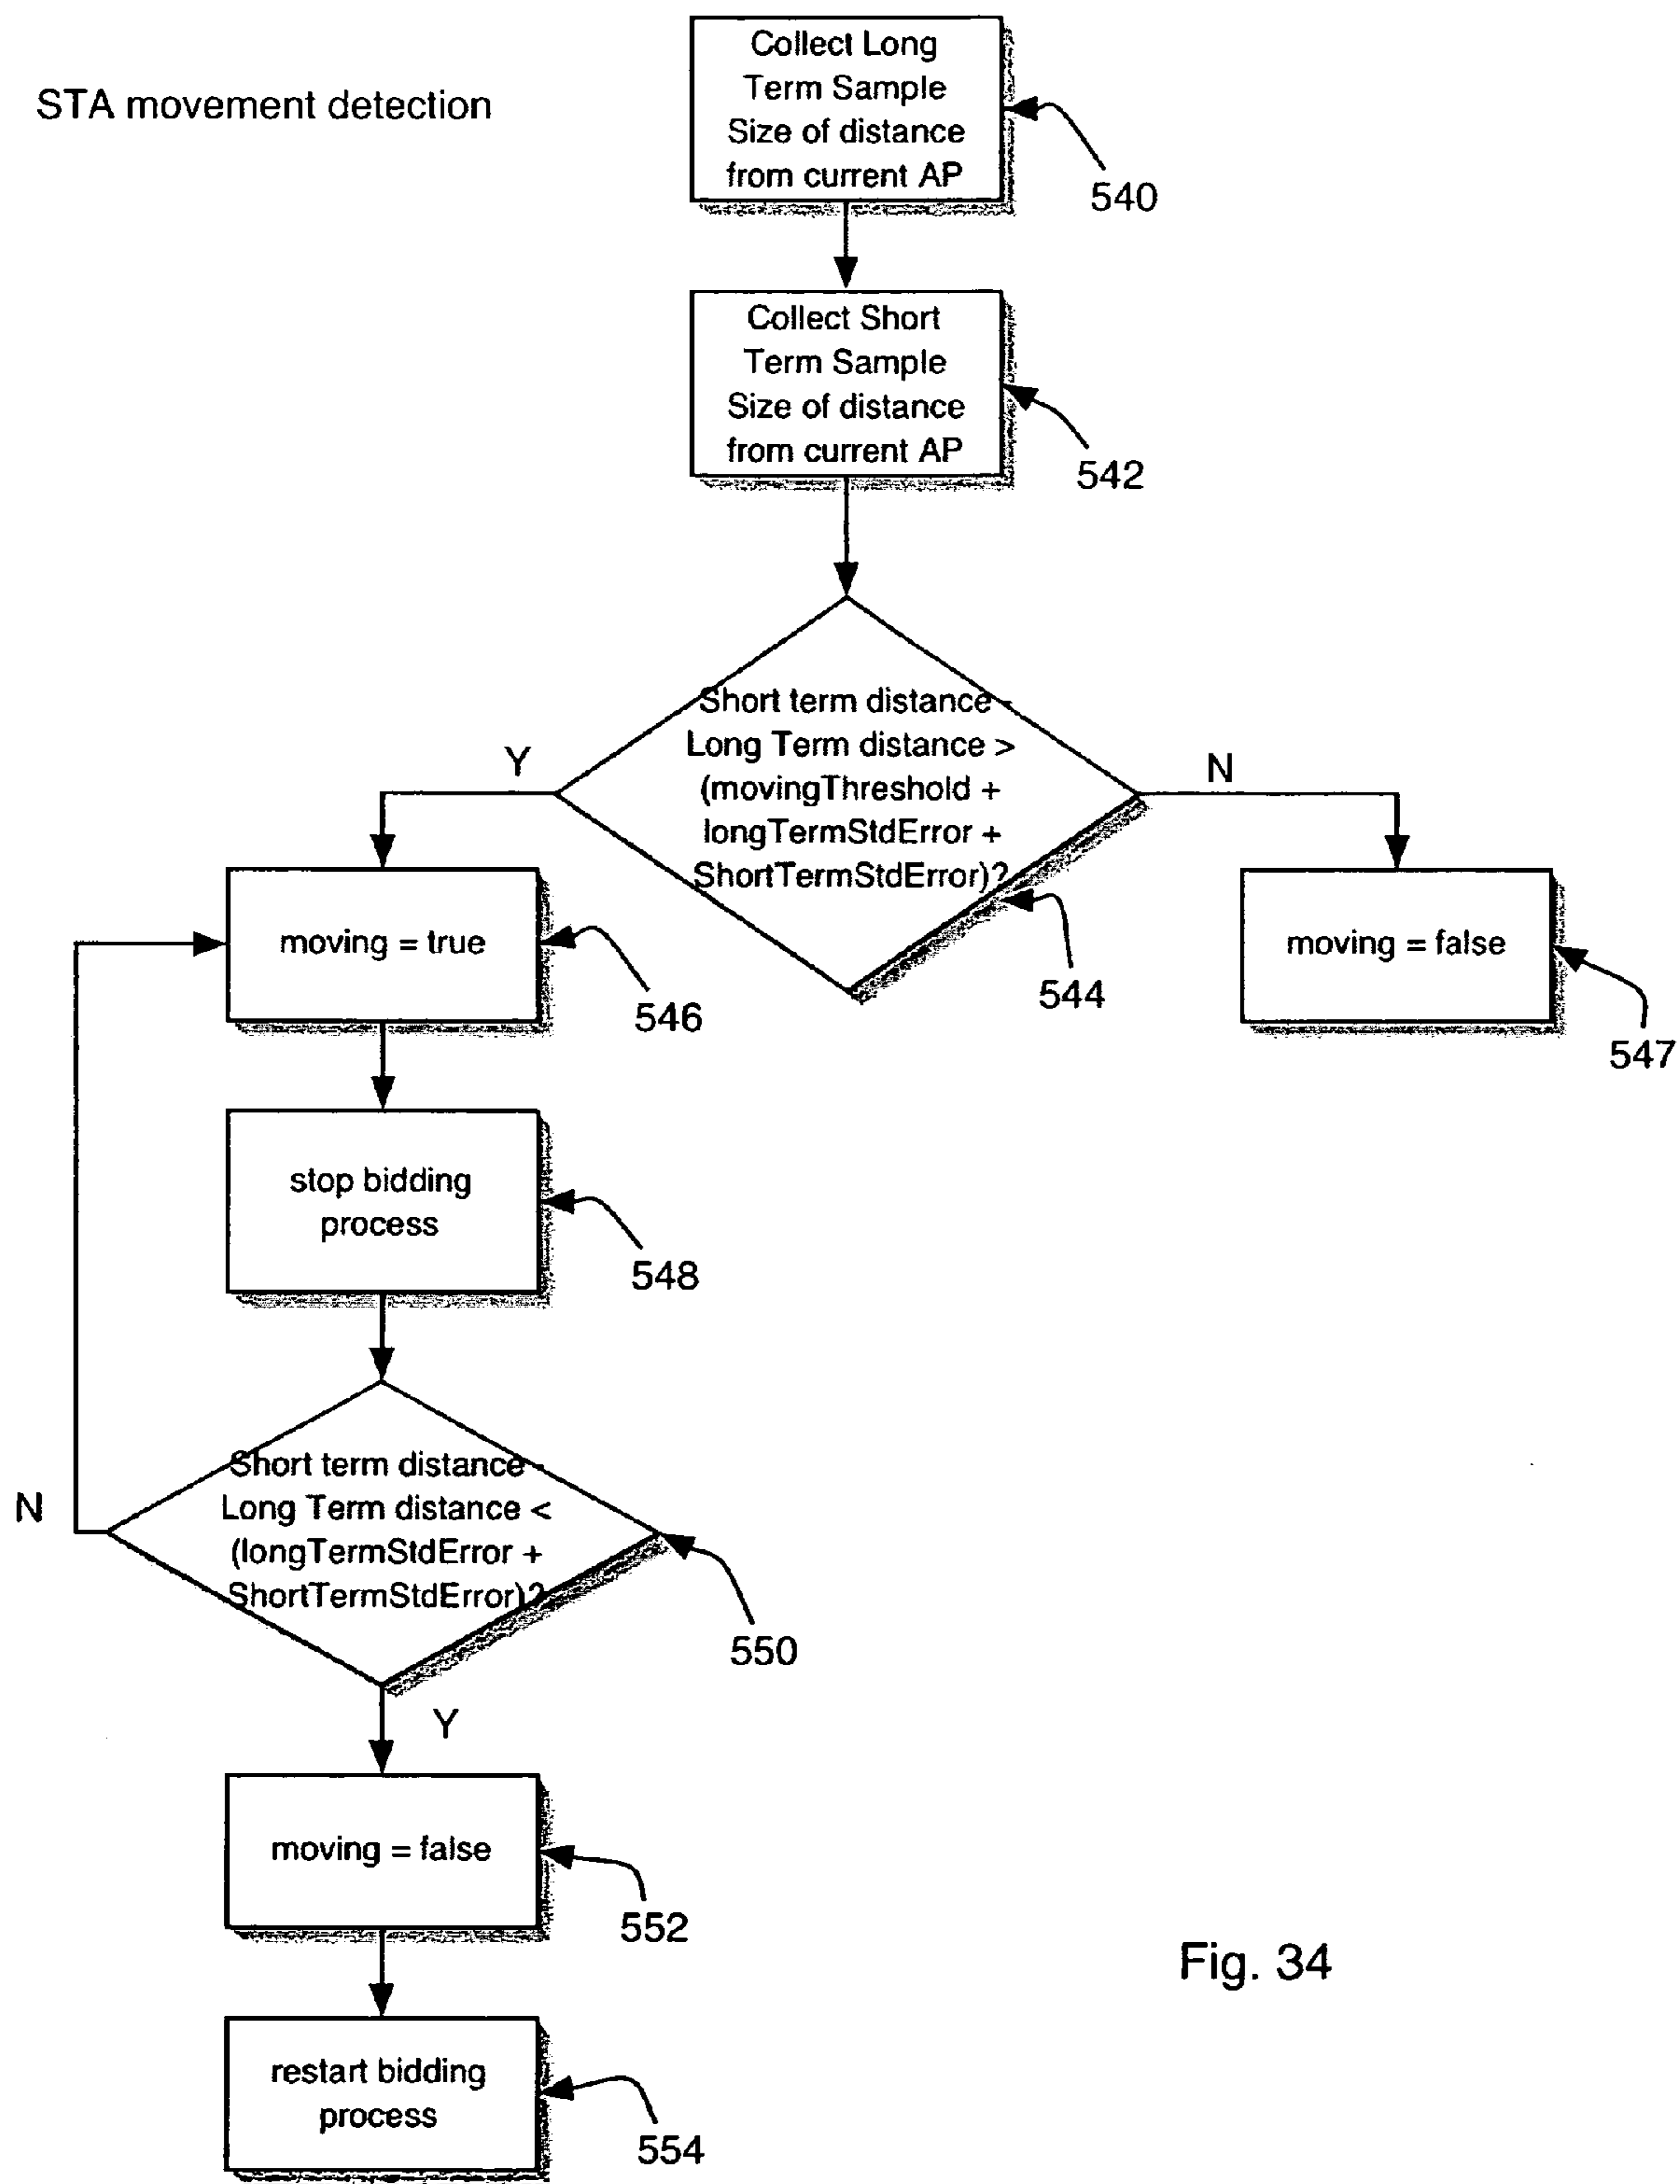 STA movement detection
Collect Long
Term Sample
Size of distance
from current AP
540
Collect Short
Term Sample
Size of distance
from current AP
542
Short term distance -
Long Term distance >
(movingThreshold +
longTermStdError +
ShortTermStdError)?
544
Y
N
moving = true
546
moving = false
547
stop bidding
process
548
Short term distance -
Long Term distance <
(longTermStdError +
ShortTermStdError)?
550
N
Y
moving = false
552
restart bidding
process
554
Fig. 34